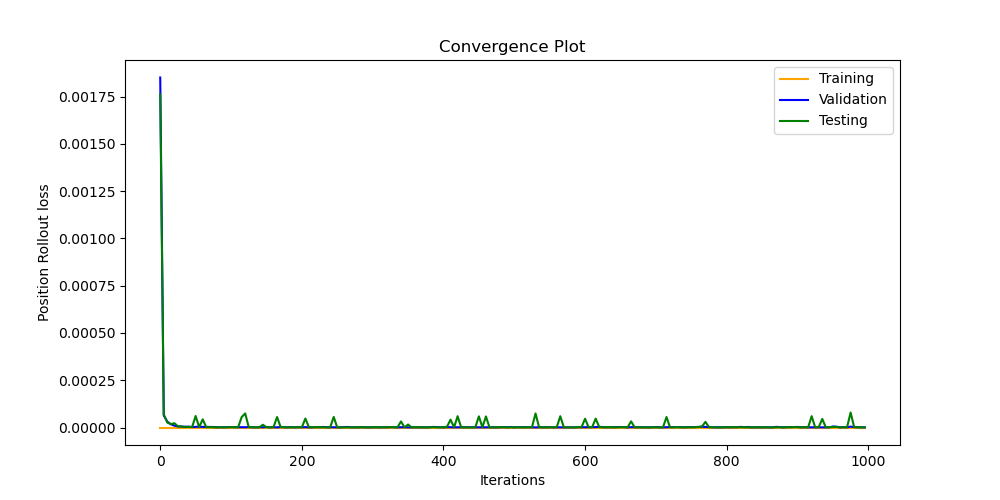 Convergence Plot
Training
Validation
Testing
Position Rollout loss
0.00175
0.00150
0.00125
0.00100
0.00075
0.00050
0.00025
0.00000
0 200 400 600 800 1000
Iterations